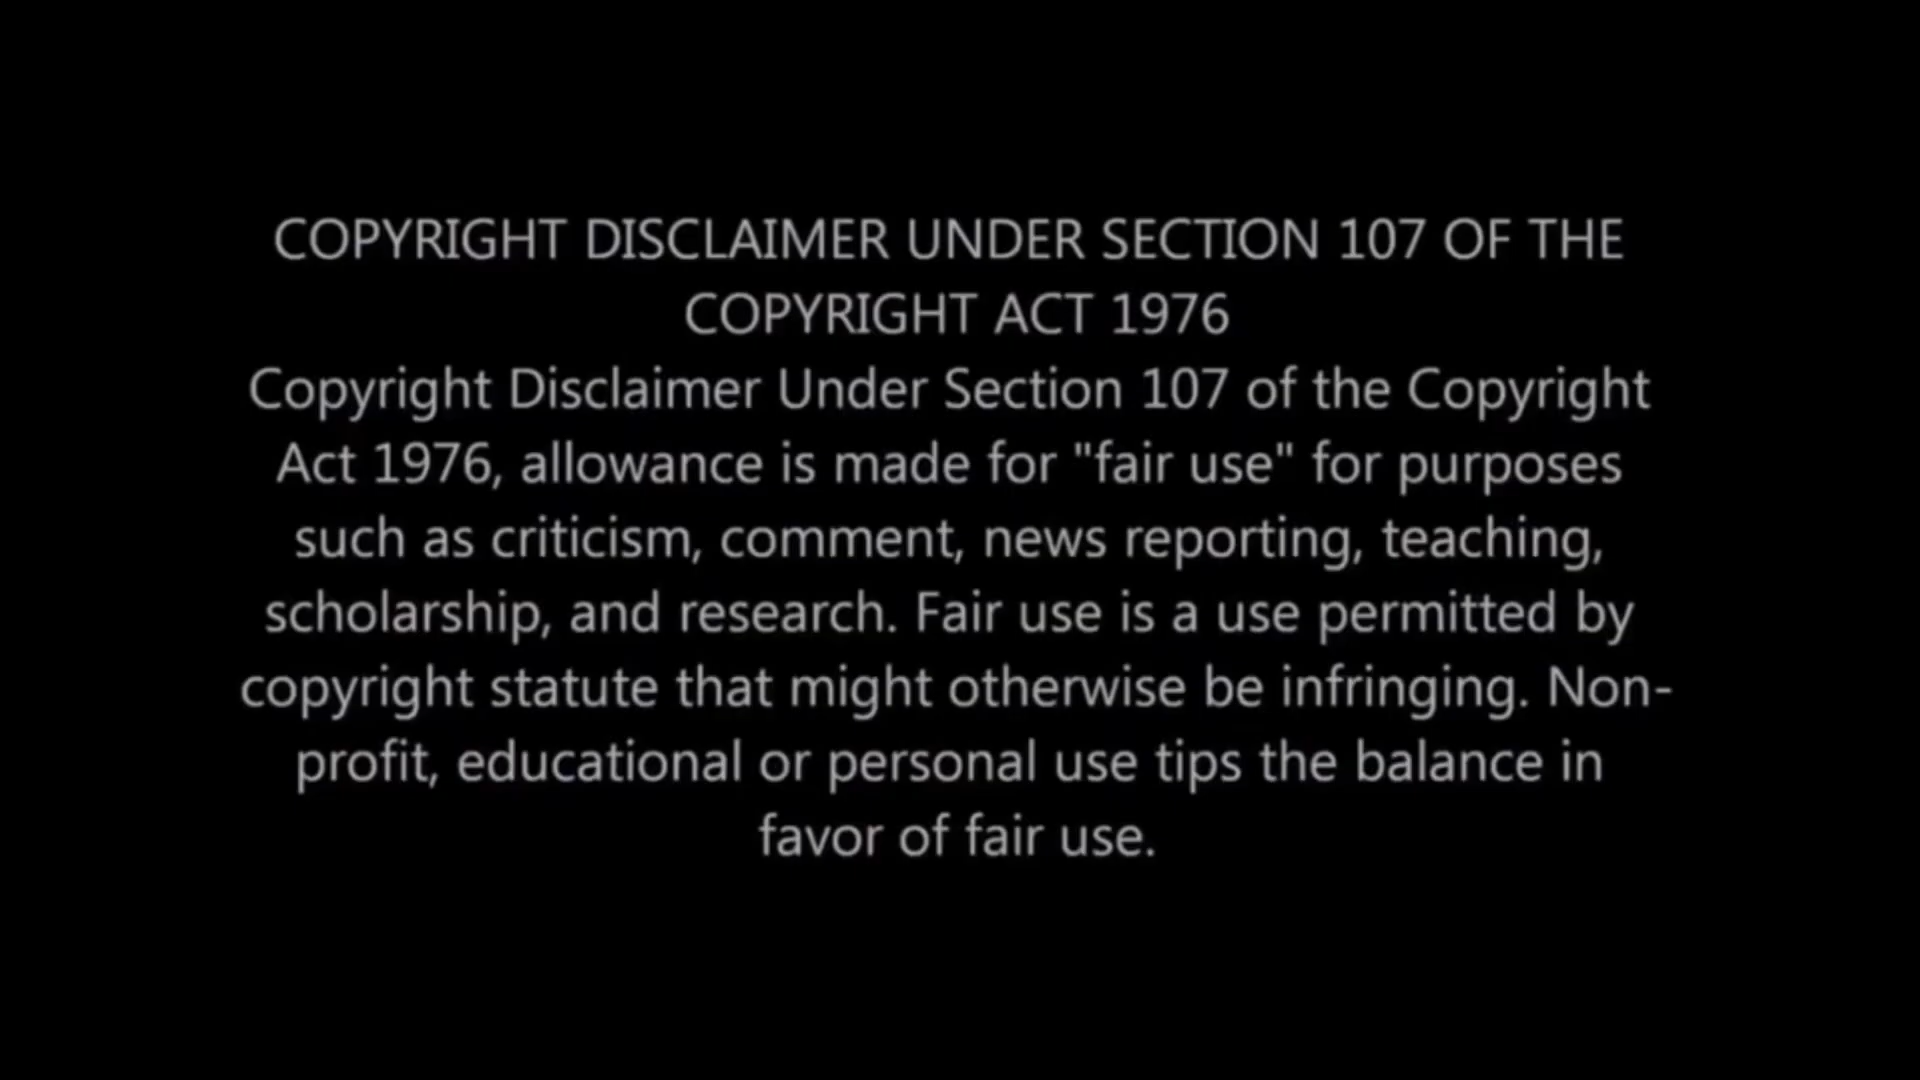 COPYRIGHT DISCLAIMER UNDER SECTION 107 OF THE
COPYRIGHT ACT 1976
Copyright Disclaimer Under Section 107 of the Copyright
Act 1976, allowance is made for "fair use" for purposes
such as criticism, comment, news reporting, teaching,
scholarship, and research. Fair use is a use permitted by
copyright statute that might otherwise be infringing. Non-
profit, educational or personal use tips the balance in
favor of fair use.